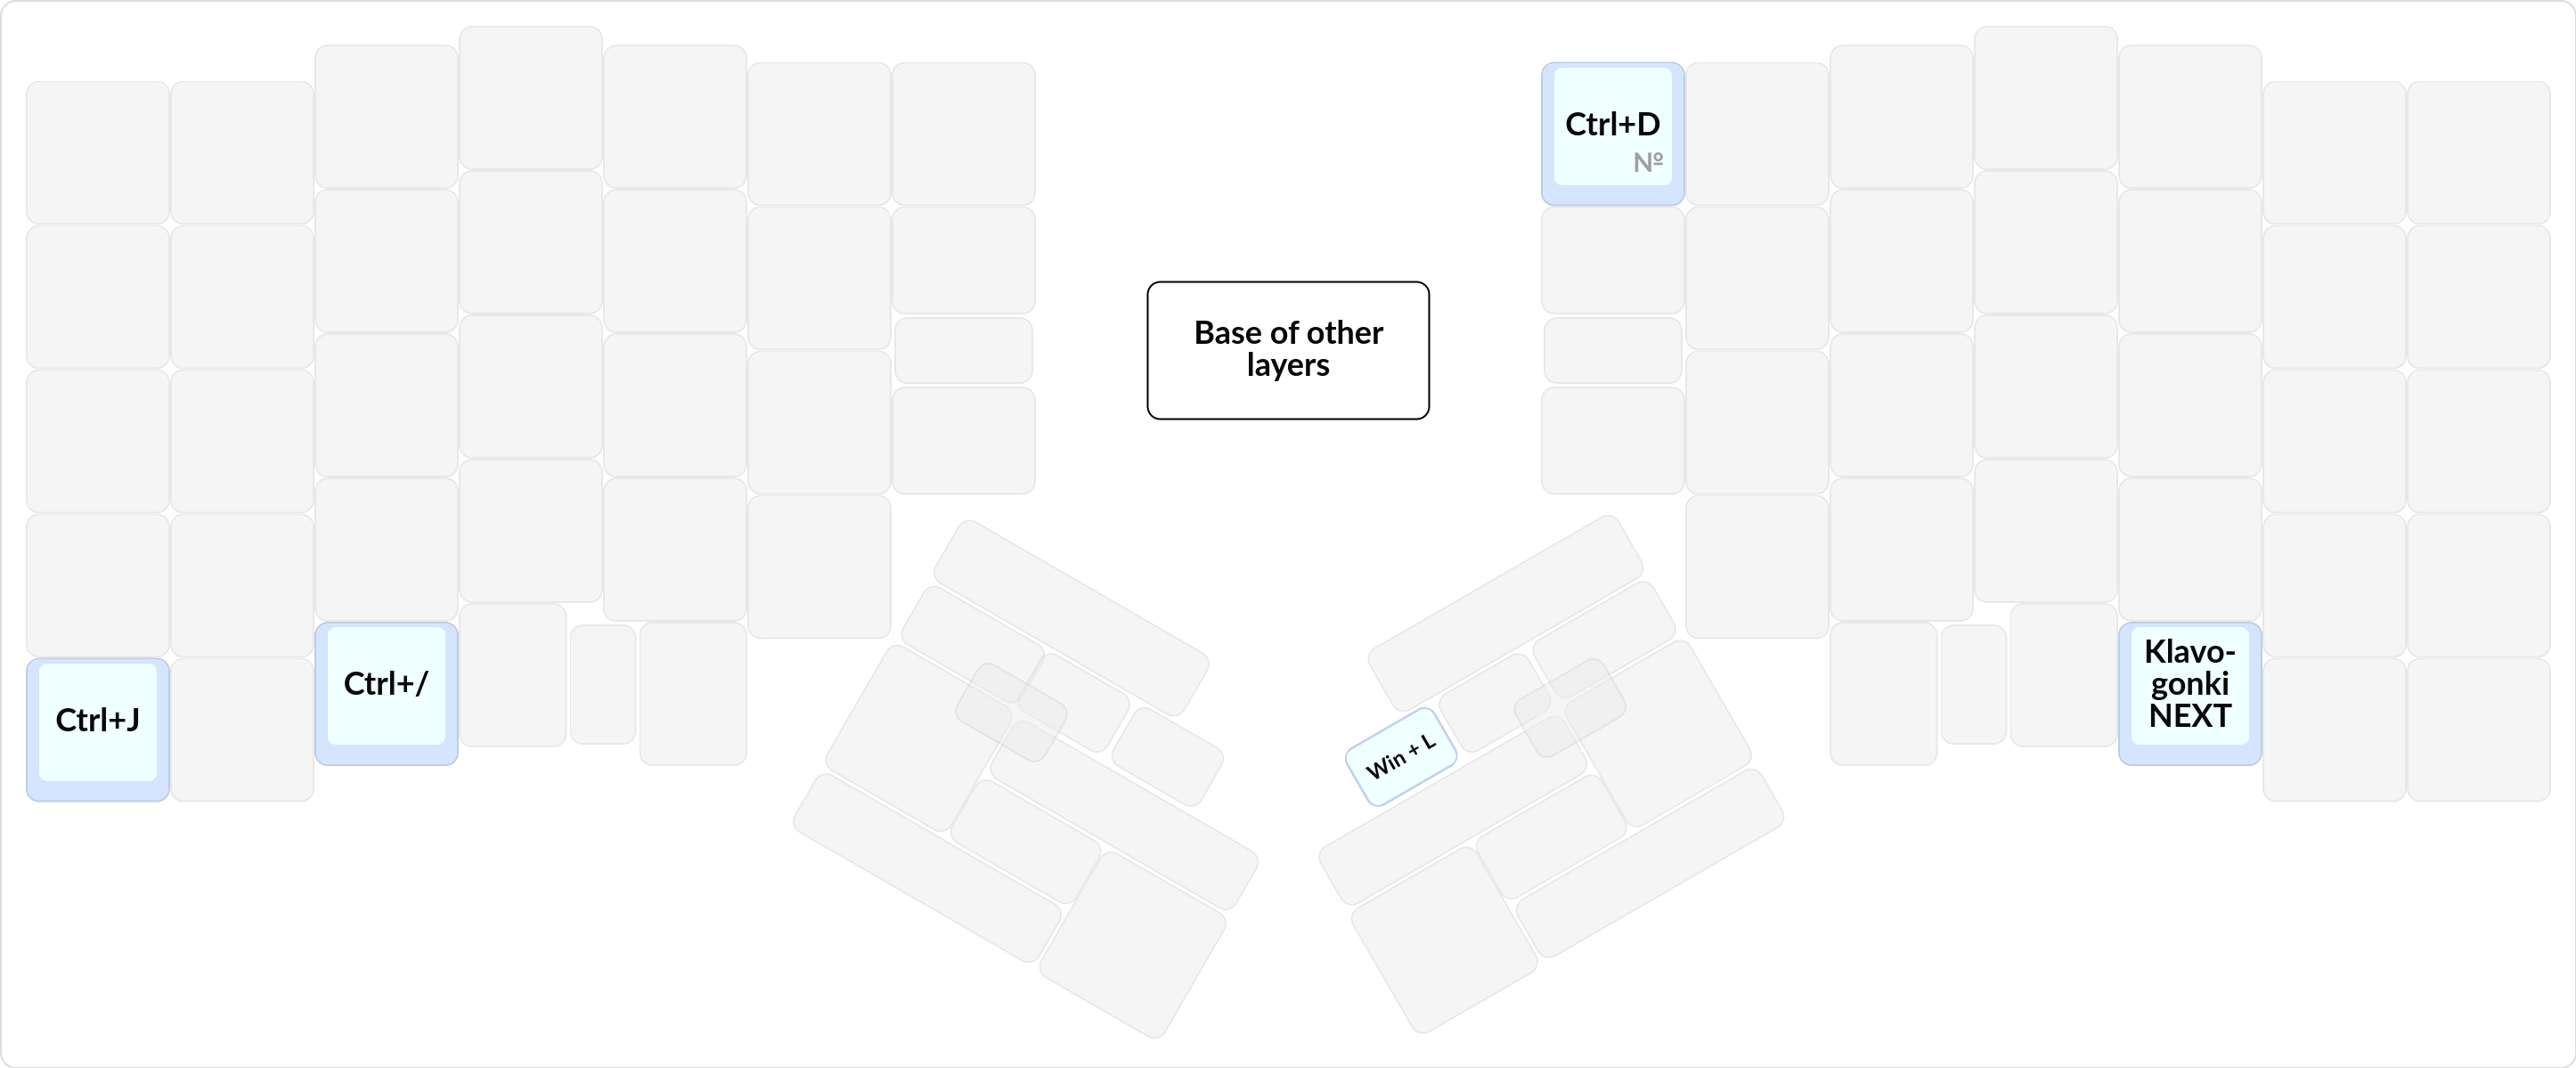 Ctrl+D
Nº
Base of other
layers
Klavo-
gonki
NEXT
Ctrl+/
Ctrl+J
Win + L